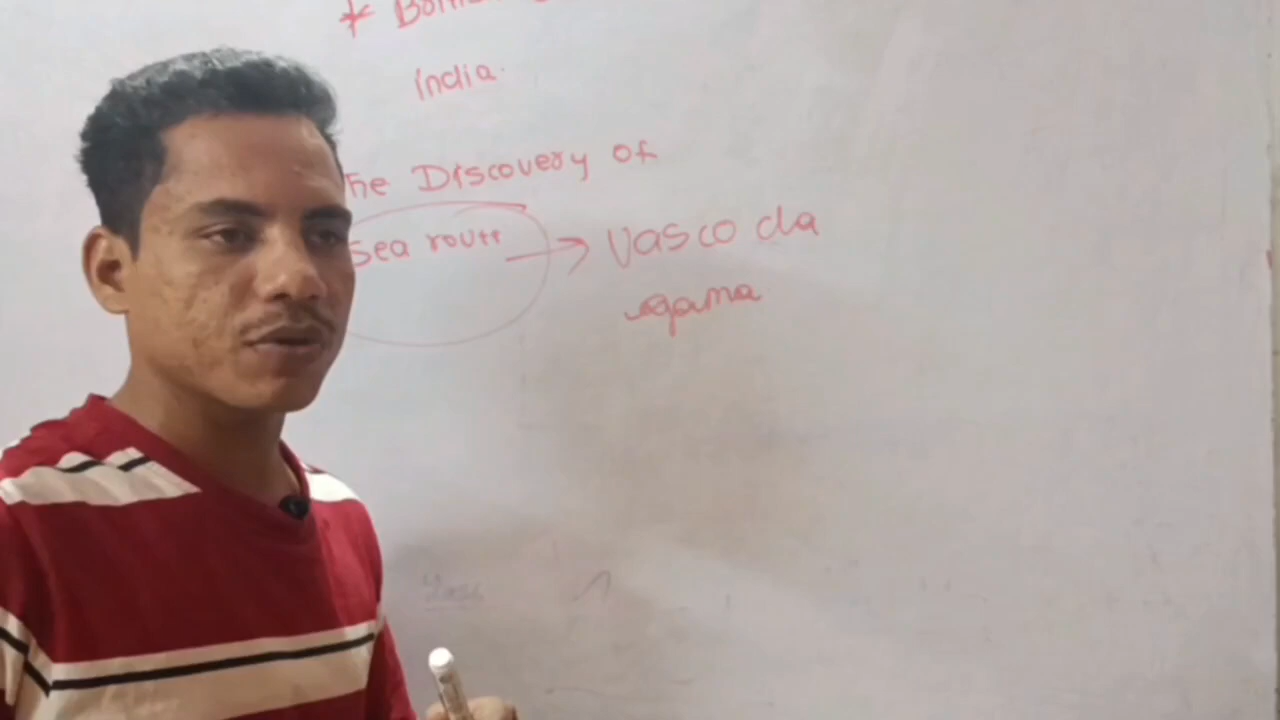 *
India.
The Discovery of
Sea route → Vasco da
gama